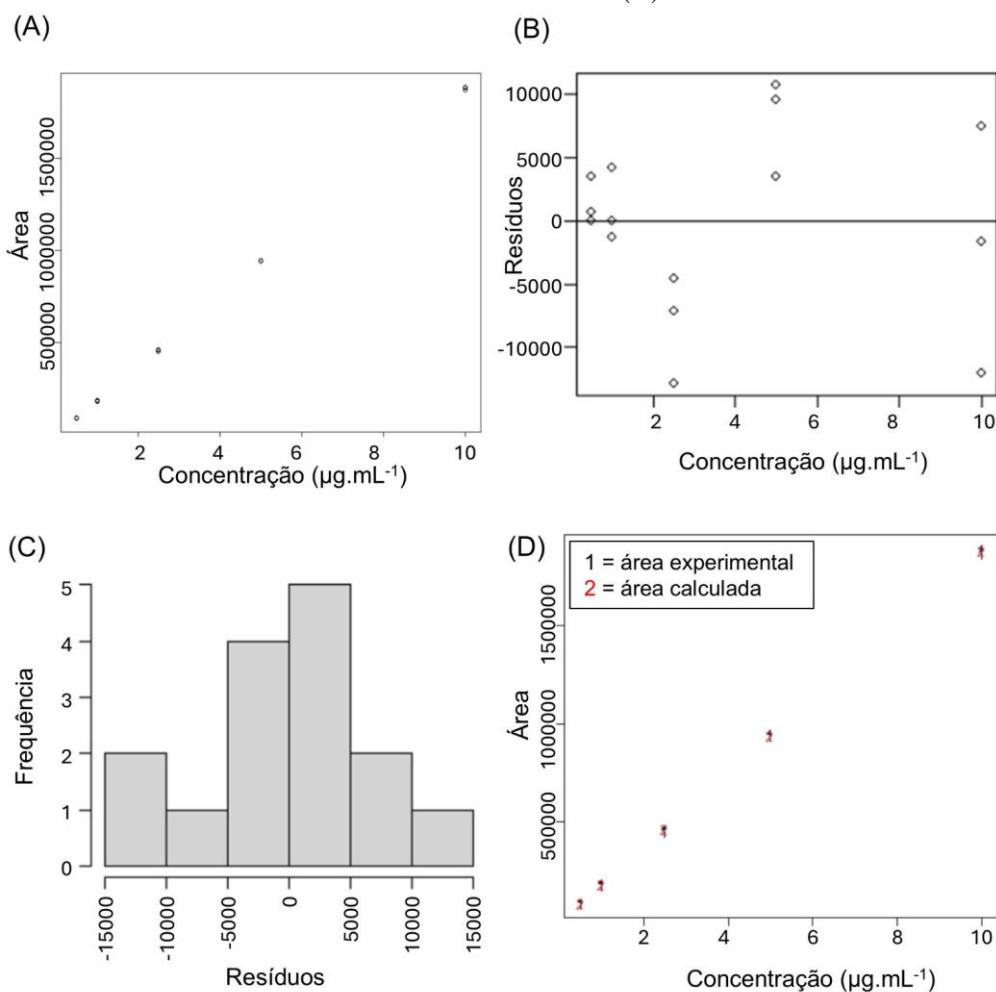 (A)
1500000
1000000
500000
Área
2 4 6 8 10
Concentração (µg.mL-1)
(B)
10000
5000
0
-5000
-10000
Resíduos
2 4 6 8 10
Concentração (µg.mL-1)
(C)
5
4
3
2
1
0
Frequência
-15000 -10000 -5000 0 5000 10000 15000
Resíduos
(D)
1 = área experimental
2 = área calculada
1500000
1000000
500000
Área
2 4 6 8 10
Concentração (µg.mL-1)